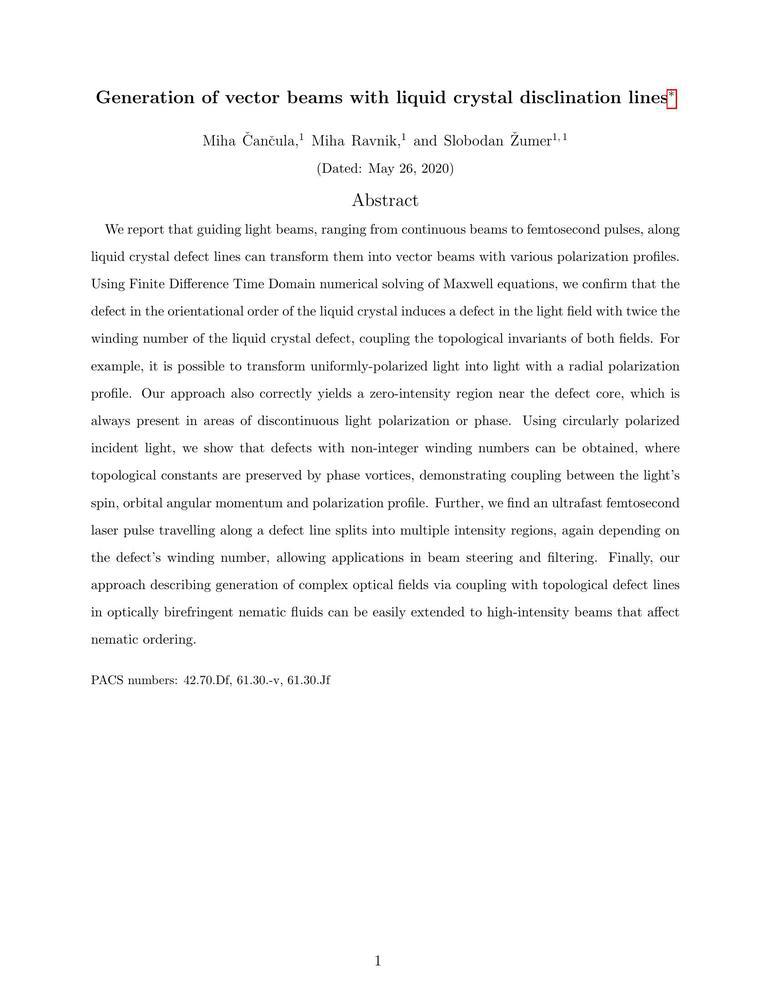 Generation of vector beams with liquid crystal disclination lines*
Miha Čančula,1 Miha Ravnik,1 and Slobodan Žumer1, 1
(Dated: May 26, 2020)
Abstract
We report that guiding light beams, ranging from continuous beams to femtosecond pulses, along
liquid crystal defect lines can transform them into vector beams with various polarization profiles.
Using Finite Difference Time Domain numerical solving of Maxwell equations, we confirm that the
defect in the orientational order of the liquid crystal induces a defect in the light field with twice the
winding number of the liquid crystal defect, coupling the topological invariants of both fields. For
example, it is possible to transform uniformly-polarized light into light with a radial polarization
profile. Our approach also correctly yields a zero-intensity region near the defect core, which is
always present in areas of discontinuous light polarization or phase. Using circularly polarized
incident light, we show that defects with non-integer winding numbers can be obtained, where
topological constants are preserved by phase vortices, demonstrating coupling between the light's
spin, orbital angular momentum and polarization profile. Further, we find an ultrafast femtosecond
laser pulse travelling along a defect line splits into multiple intensity regions, again depending on
the defect's winding number, allowing applications in beam steering and filtering. Finally, our
approach describing generation of complex optical fields via coupling with topological defect lines
in optically birefringent nematic fluids can be easily extended to high-intensity beams that affect
nematic ordering.
PACS numbers: 42.70.Df, 61.30.-v, 61.30.Jf
1